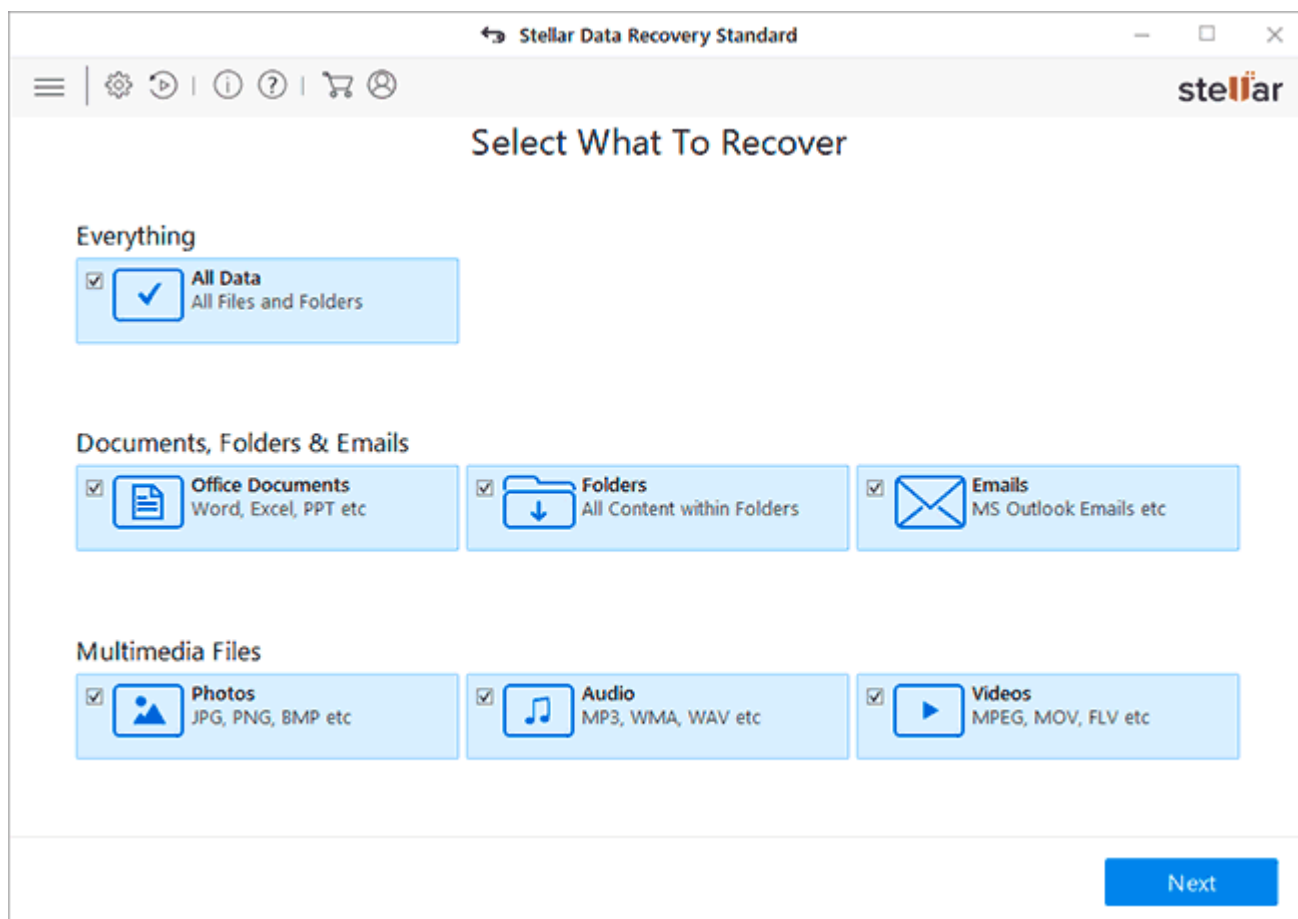 Stellar Data Recovery Standard
stellar
Select What To Recover
Everything
All Data
All Files and Folders
Documents, Folders & Emails
Office Documents
Word, Excel, PPT etc
Folders
All Content within Folders
Emails
MS Outlook Emails etc
Multimedia Files
Photos
JPG, PNG, BMP etc
Audio
MP3, WMA, WAV etc
Videos
MPEG, MOV, FLV etc
Next